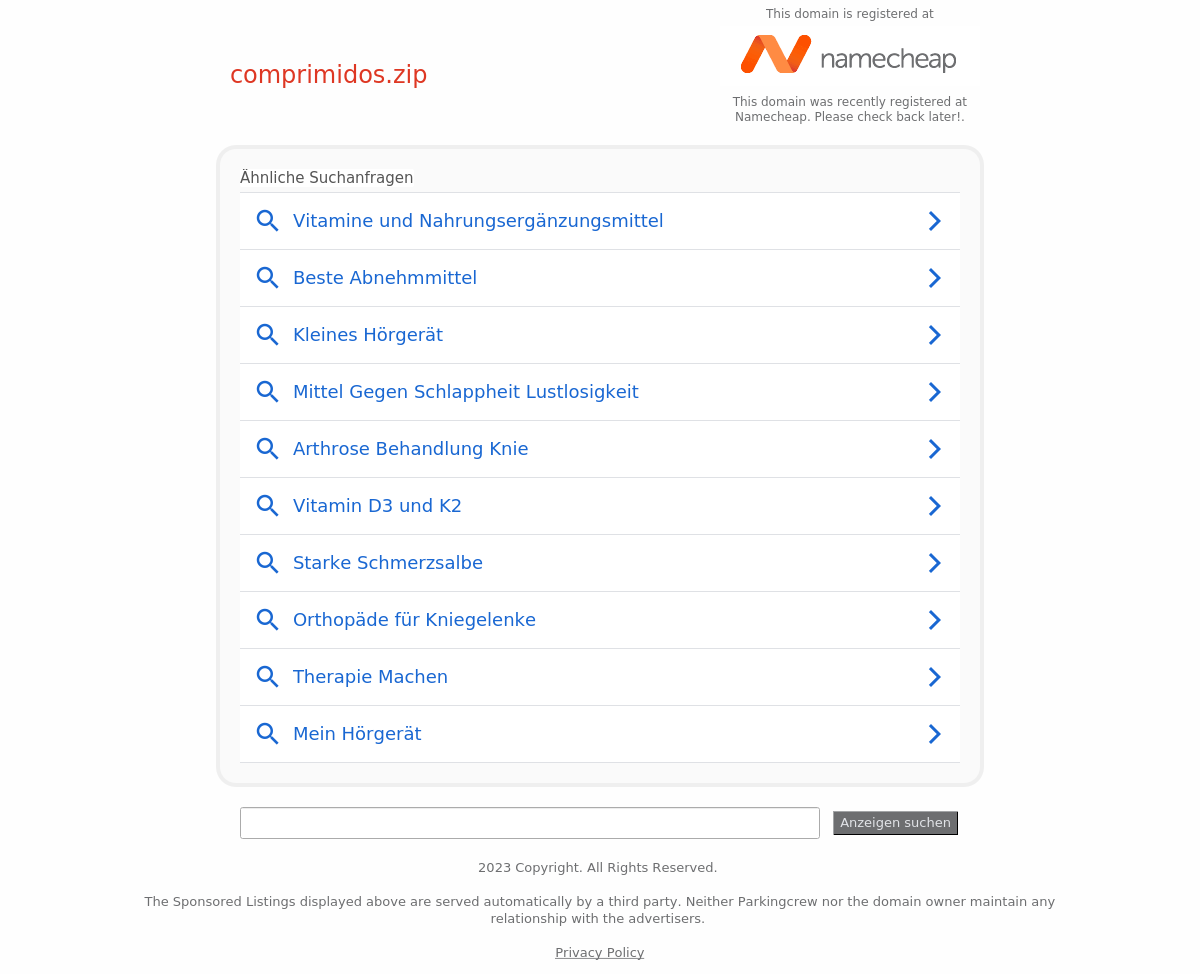 This domain is registered at
namecheap
comprimidos.zip
This domain was recently registered at
Namecheap. Please check back later!.
Ähnliche Suchanfragen
Vitamine und Nahrungsergänzungsmittel
Beste Abnehmmittel
Kleines Hörgerät
Mittel Gegen Schlappheit Lustlosigkeit
Arthrose Behandlung Knie
Vitamin D3 und K2
Starke Schmerzsalbe
Orthopäde für Kniegelenke
Therapie Machen
Mein Hörgerät
Anzeigen suchen
2023 Copyright. All Rights Reserved.
The Sponsored Listings displayed above are served automatically by a third party. Neither Parkingcrew nor the domain owner maintain any
relationship with the advertisers.
Privacy Policy